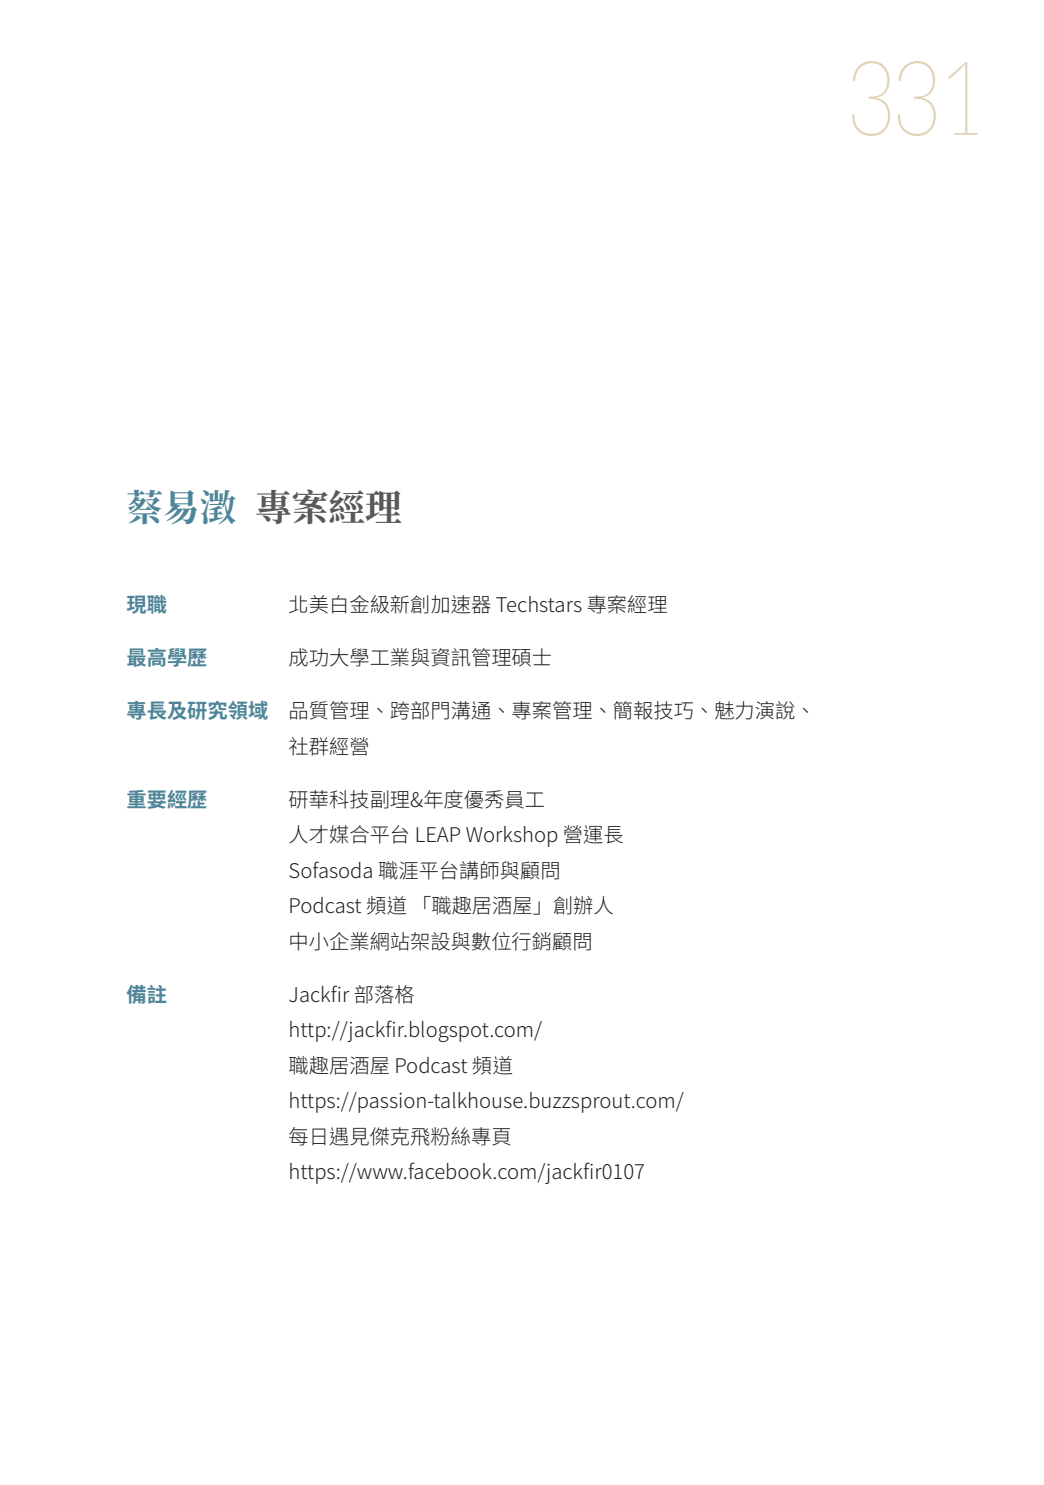 331
蔡易澂 專案經理
現職 北美白金級新創加速器 Techstars 專案經理
最高學歷 成功大學工業與資訊管理碩士
專長及研究領域 品質管理、跨部門溝通、專案管理、簡報技巧、魅力演說、
社群經營
重要經歷 研華科技副理&年度優秀員工
人才媒合平台 LEAP Workshop 營運長
Sofasoda 職涯平台講師與顧問
Podcast 頻道 「職趣居酒屋」創辦人
中小企業網站架設與數位行銷顧問
備註 Jackfir 部落格
http://jackfir.blogspot.com/
職趣居酒屋 Podcast 頻道
https://passion-talkhouse.buzzsprout.com/
每日遇見傑克飛粉絲專頁
https://www.facebook.com/jackfir0107